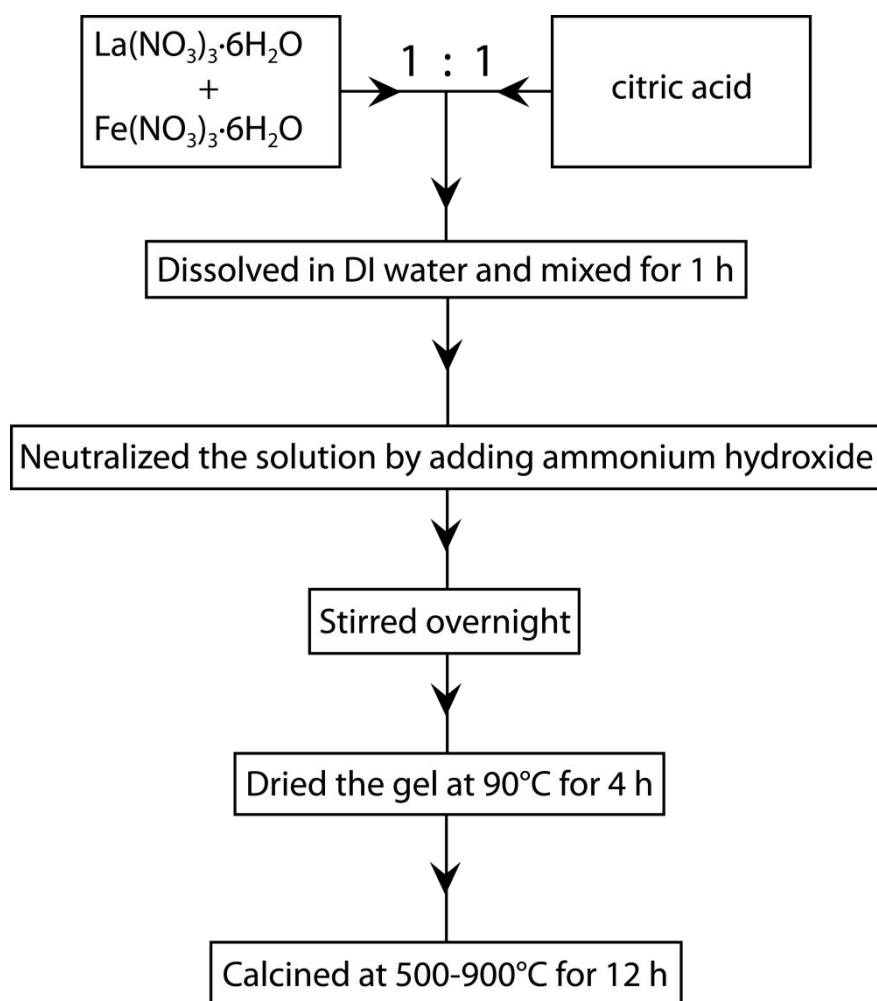 La(NO₃)₃·6H₂O
+
Fe(NO₃)₃·6H₂O
1 : 1
citric acid
Dissolved in DI water and mixed for 1 h
Neutralized the solution by adding ammonium hydroxide
Stirred overnight
Dried the gel at 90°C for 4 h
Calcined at 500-900°C for 12 h